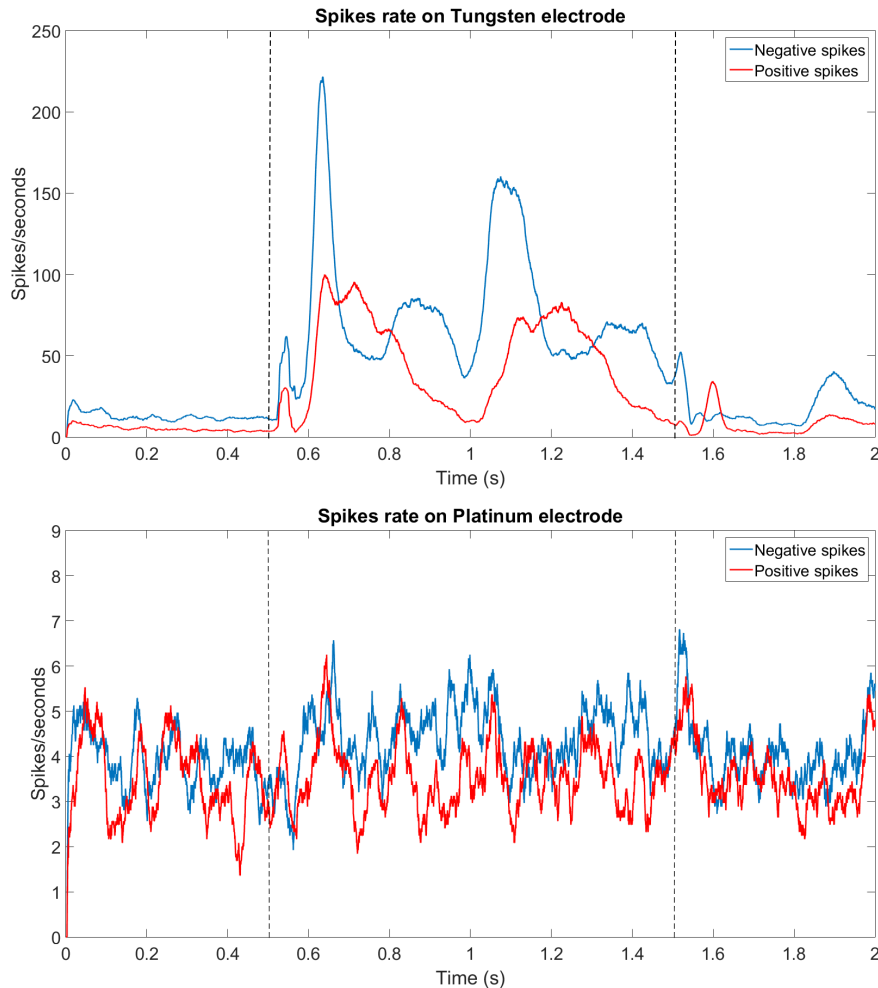 Spikes rate on Tungsten electrode
250
200
150
100
50
0
Spikes/seconds
Negative spikes
Positive spikes
0 0.2 0.4 0.6 0.8 1 1.2 1.4 1.6 1.8 2
Time (s)
Spikes rate on Platinum electrode
9
8
7
6
5
4
3
2
1
0
Spikes/seconds
Negative spikes
Positive spikes
0 0.2 0.4 0.6 0.8 1 1.2 1.4 1.6 1.8 2
Time (s)